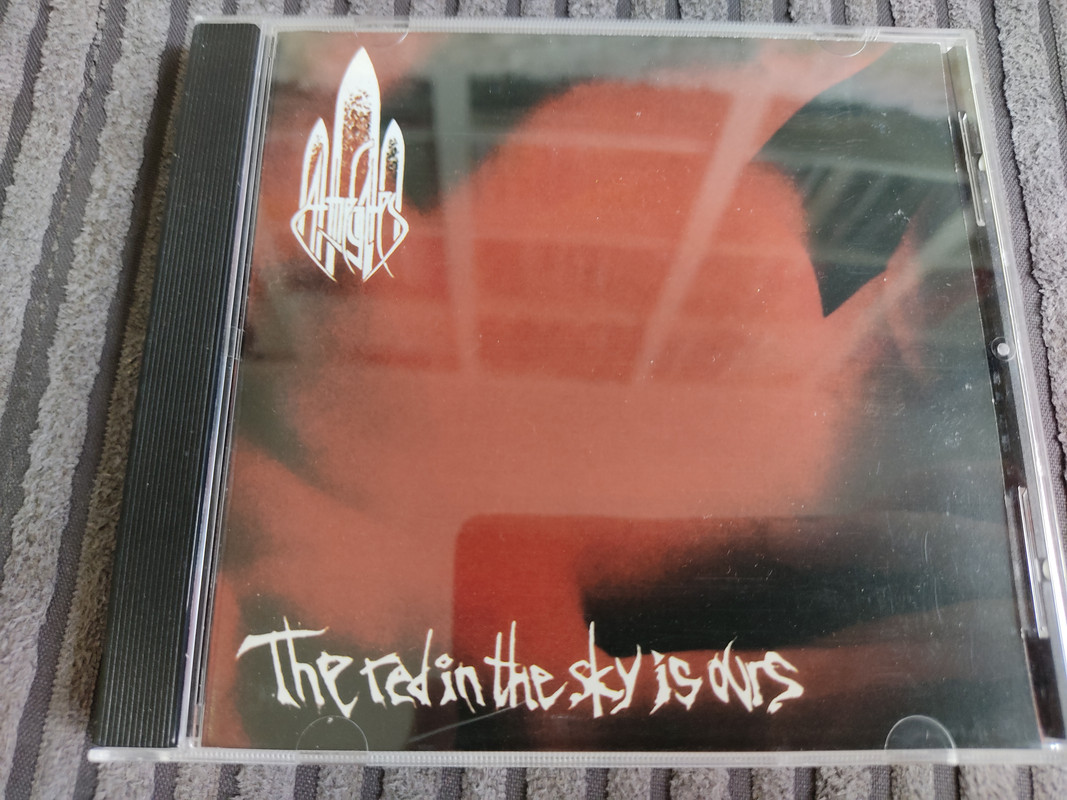 At the Gates
The red in the sky is ours